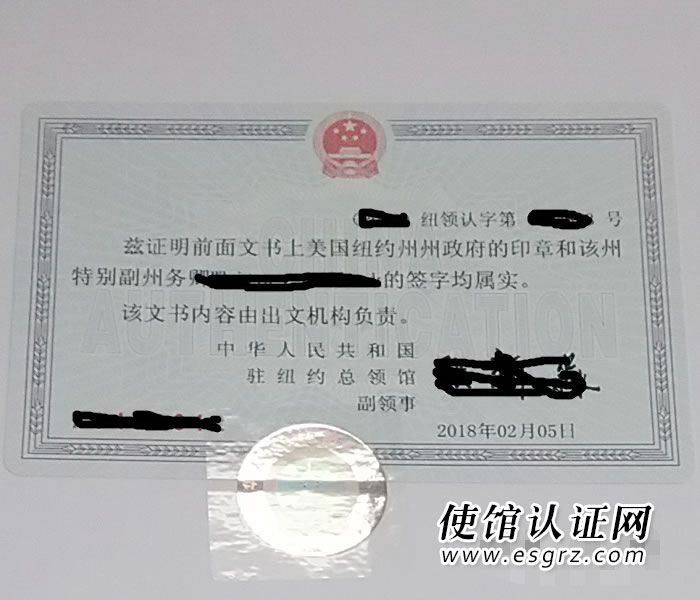 纽领认字第 号
兹证明前面文书上美国纽约州州政府的印章和该州
特别副州务卿 的签字均属实。
该文书内容由出文机构负责。
AUTHENTICATION
中华人民共和国
驻纽约总领馆
副领事
2018年02月05日
使馆认证网
www.esgrz.com